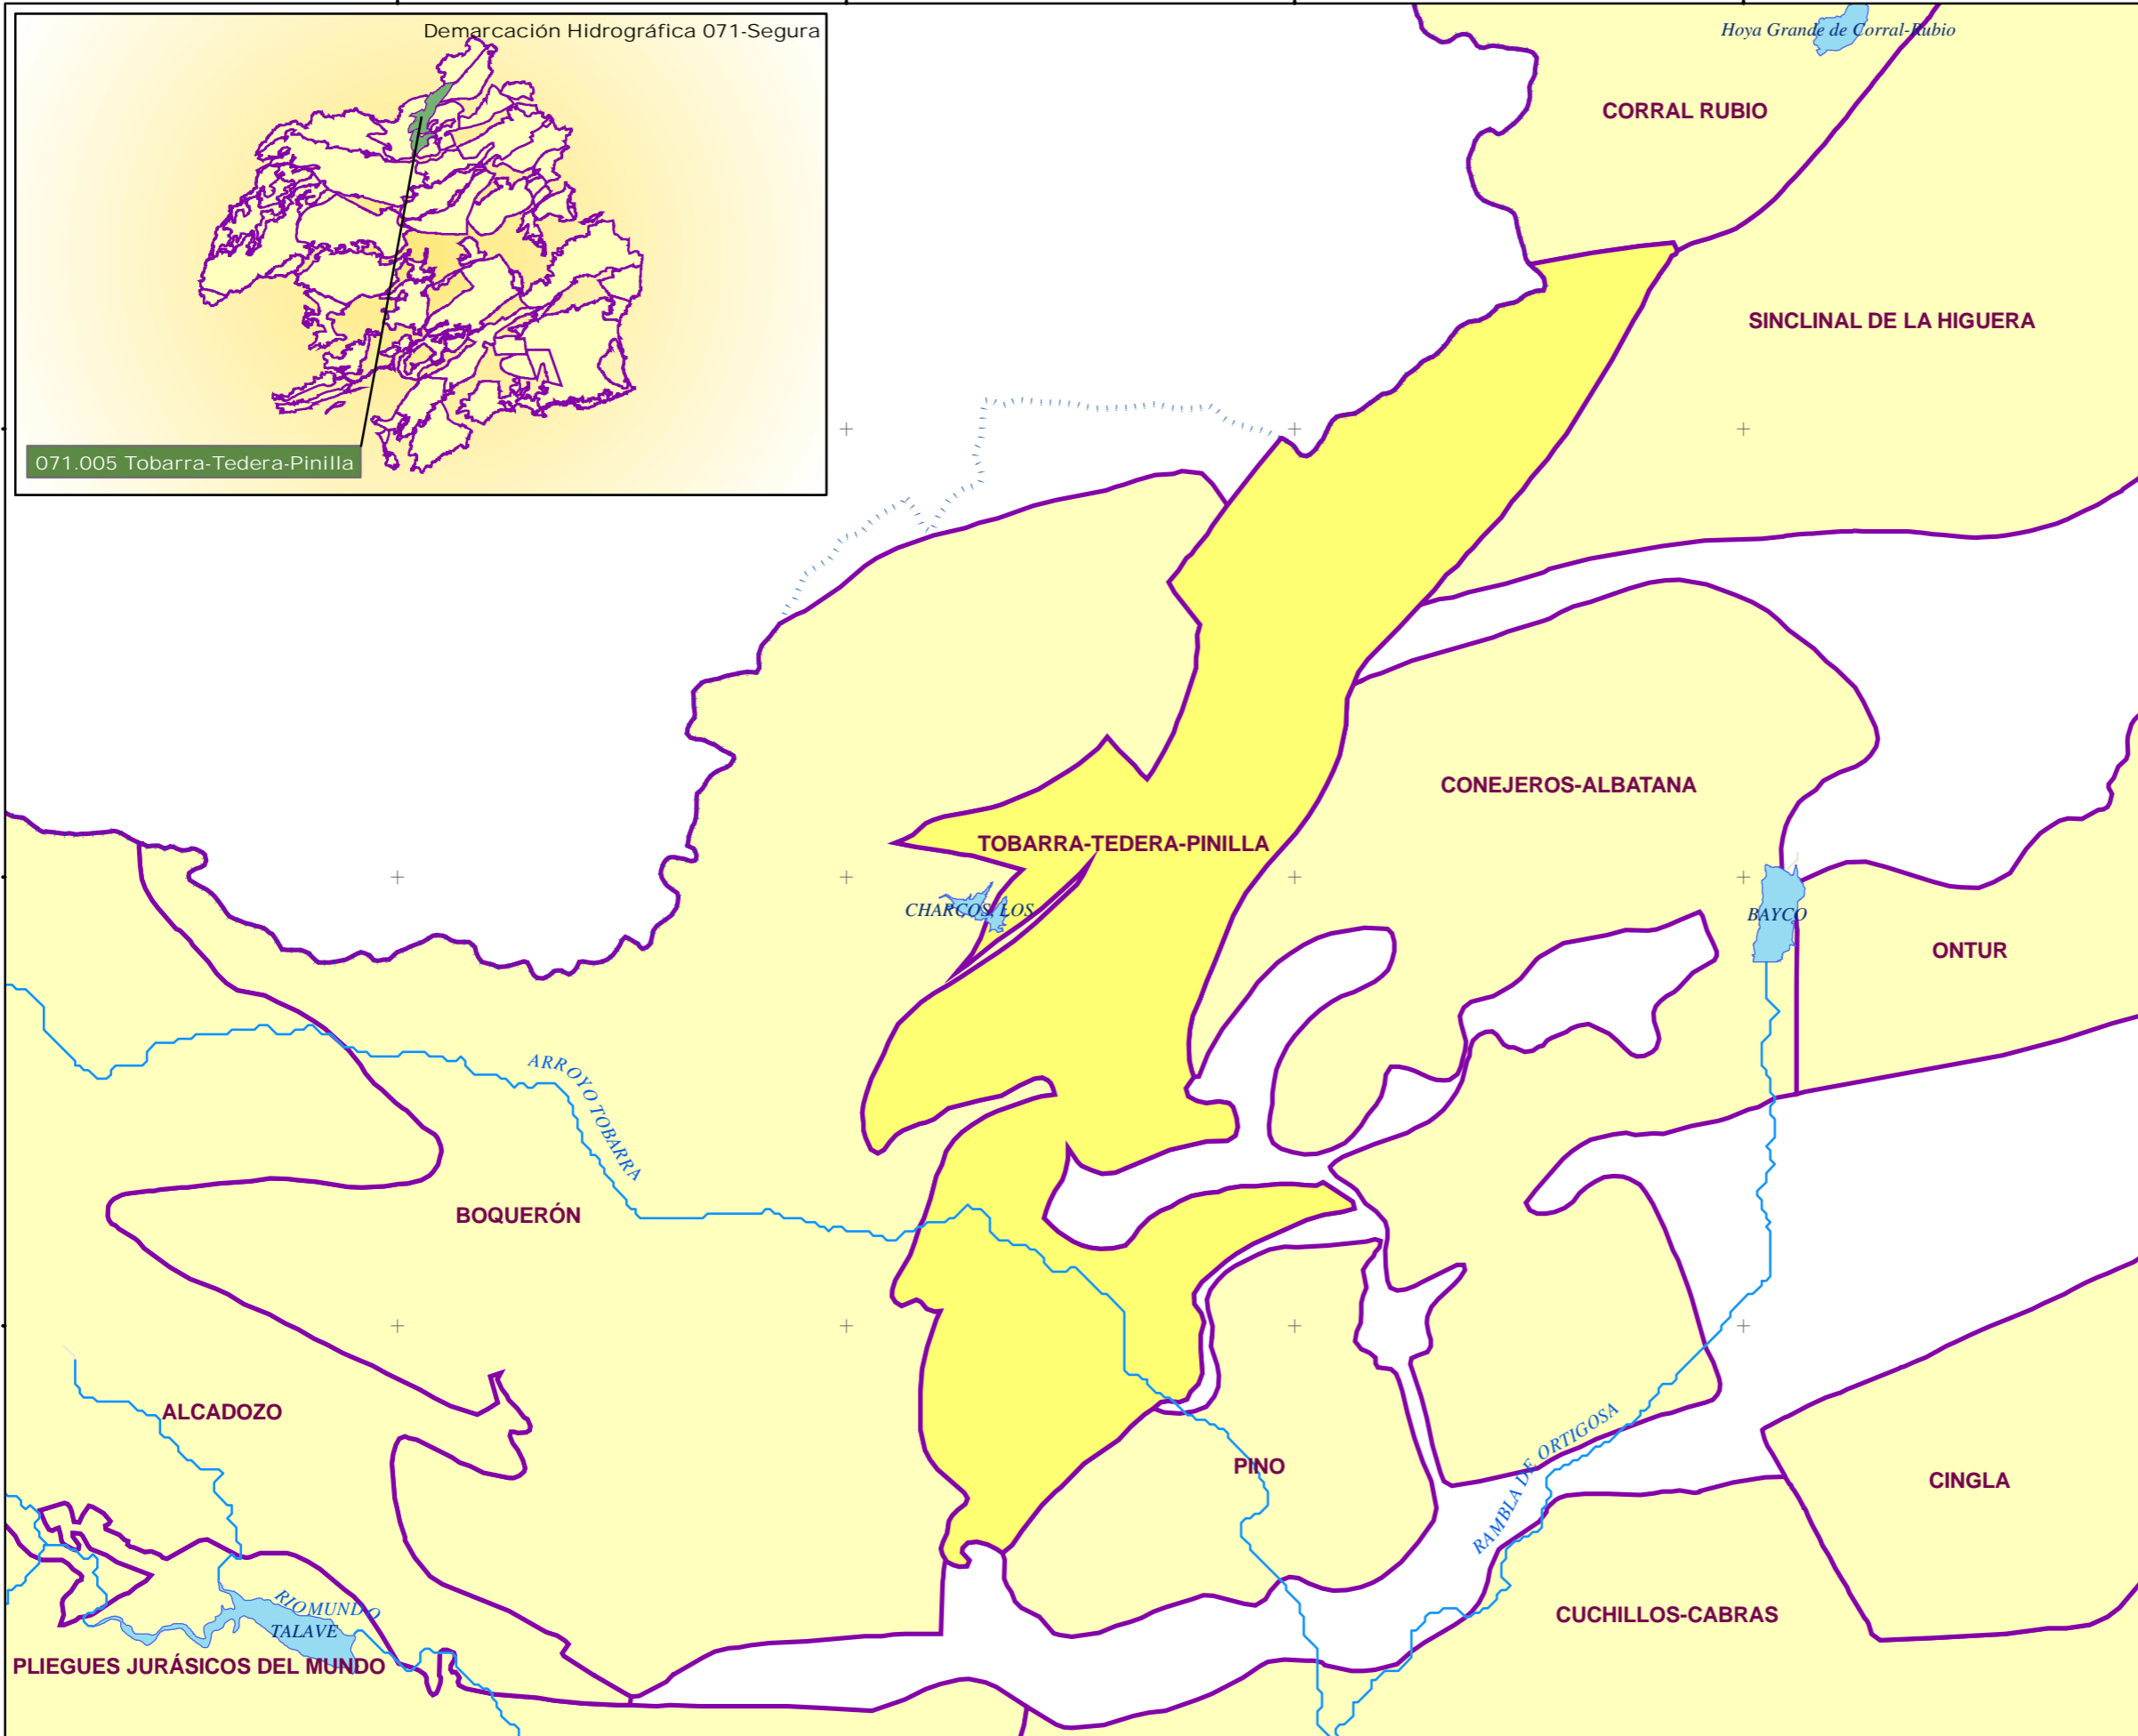 Demarcación Hidrográfica 071-Segura
071.005 Tobarra-Tedera-Pinilla
Hoya Grande de Corral-Rubio
CORRAL RUBIO
SINCLINAL DE LA HIGUERA
CONEJEROS-ALBATANA
TOBARRA-TEDERA-PINILLA
CHARCOS, LOS
BAYCO
ONTUR
ARROYO TOBARRA
BOQUERÓN
ALCADOZO
PINO
RAMBLA DE ORTIGOSA
CINGLA
RIO MUNDO
TALAVE
CUCHILLOS-CABRAS
PLIEGUES JURÁSICOS DEL MUNDO